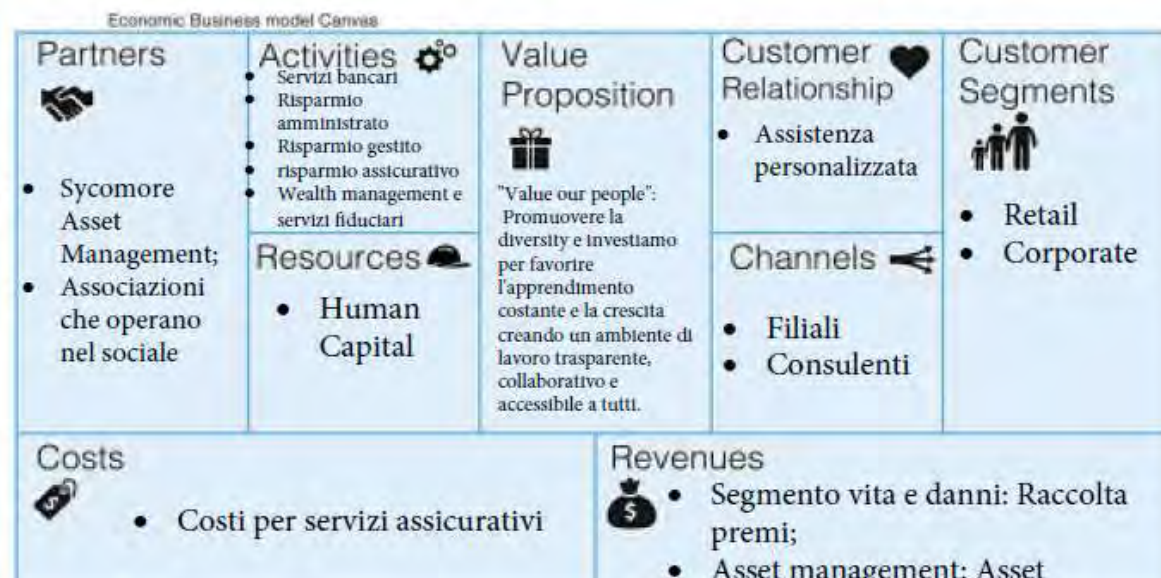 Economic Business model Canvas
Partners
• Sycomore
Asset
Management;
• Associazioni
che operano
nel sociale
Activities
• Servizi bancari
• Risparmio
amministrato
• Risparmio gestito
• risparmio assicurativo
• Wealth management e
servizi fiduciari
Resources
• Human
Capital
Value
Proposition
"Value our people":
Promuovere la
diversity e investiamo
per favorire
l'apprendimento
costante e la crescita
creando un ambiente di
lavoro trasparente,
collaborativo e
accessibile a tutti.
Customer
Relationship
• Assistenza
personalizzata
Channels
• Filiali
• Consulenti
Customer
Segments
• Retail
• Corporate
Costs
• Costi per servizi assicurativi
Revenues
• Segmento vita e danni: Raccolta
premi;
• Asset management: Asset